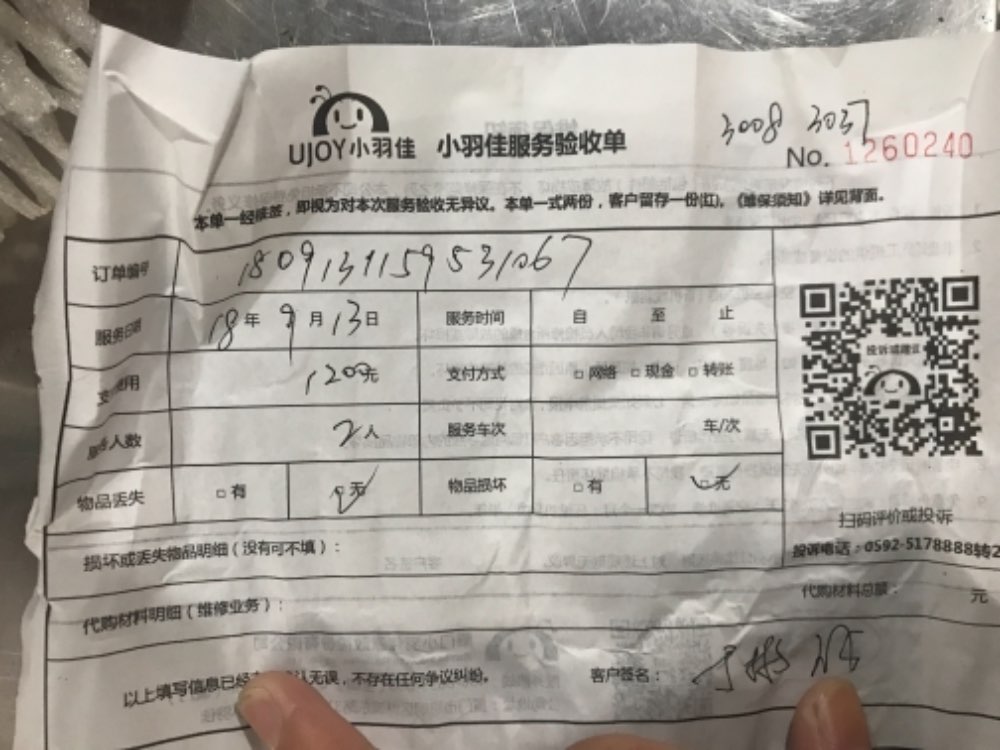 3008 3037
UJOY小羽佳 小羽佳服务验收单
No. 1260240
本单一经核签，即视为对本次服务验收无异议。本单一式两份，客户留存一份(红)，《维保须知》详见背面。
订单编号 1809131159531067
服务日期 18年 9月 13日 服务时间 自 至 止
支付费用 1200元 支付方式 □网络 □现金 □转账
服务人数 2人 服务车次 车/次
物品丢失 □有 □无 物品损坏 □有 □无
投诉或建议
扫码评价或投诉
投诉电话：0592-5178888转2
损坏或丢失物品明细（没有可不填）：
代购材料明细（维修业务）： 代购材料总额： 元
以上填写信息已经 认无误，不存在任何争议纠纷。 客户签名：